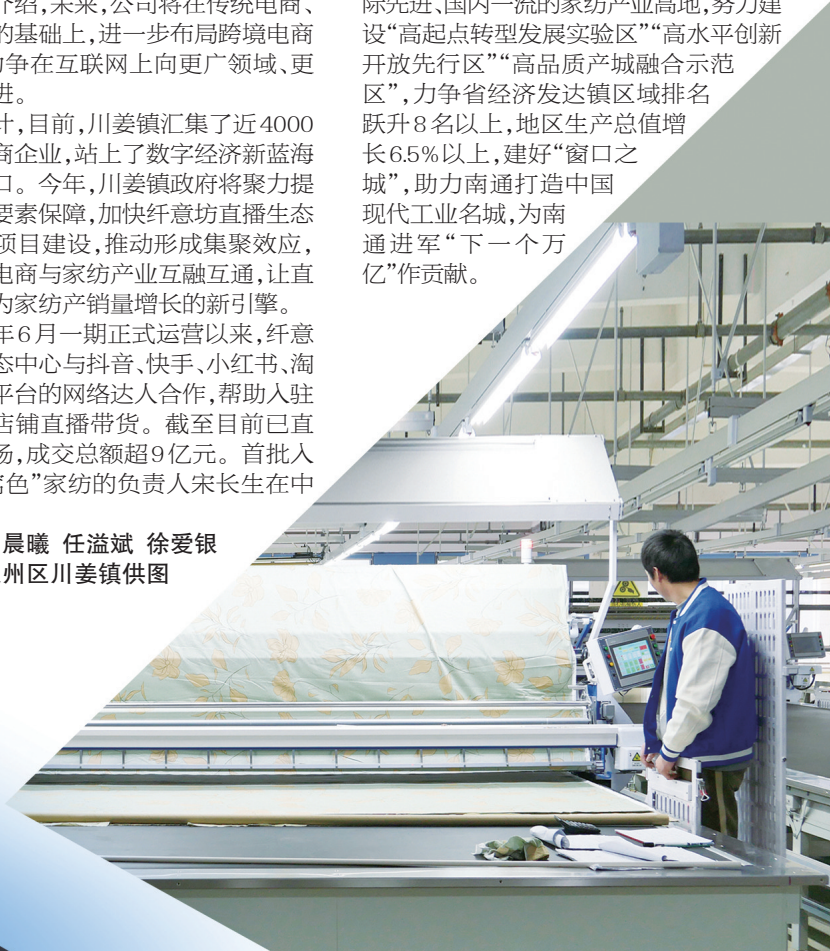 介绍，未来，公司将在传统电商、
的基础上，进一步布局跨境电商
力争在互联网上向更广领域、更
进。
计，目前，川姜镇汇集了近4000
商企业，站上了数字经济新蓝海
口。今年，川姜镇政府将聚力提
要素保障，加快纤意坊直播生态
项目建设，推动形成集聚效应，
电商与家纺产业互融互通，让直
为家纺产销量增长的新引擎。
年6月一期正式运营以来，纤意
态中心与抖音、快手、小红书、淘
平台的网络达人合作，帮助入驻
店铺直播带货。截至目前已直
场，成交总额超9亿元。首批入
色”家纺的负责人宋长生在中
晨曦 任溢斌 徐爱银
州区川姜镇供图
际先进、国内一流的家纺产业高地，努力建
设“高起点转型发展实验区”“高水平创新
开放先行区”“高品质产城融合示范
区”，力争省经济发达镇区域排名
跃升8名以上，地区生产总值增
长6.5%以上，建好“窗口之
城”，助力南通打造中国
现代工业名城，为南
通进军“下一个万
亿”作贡献。